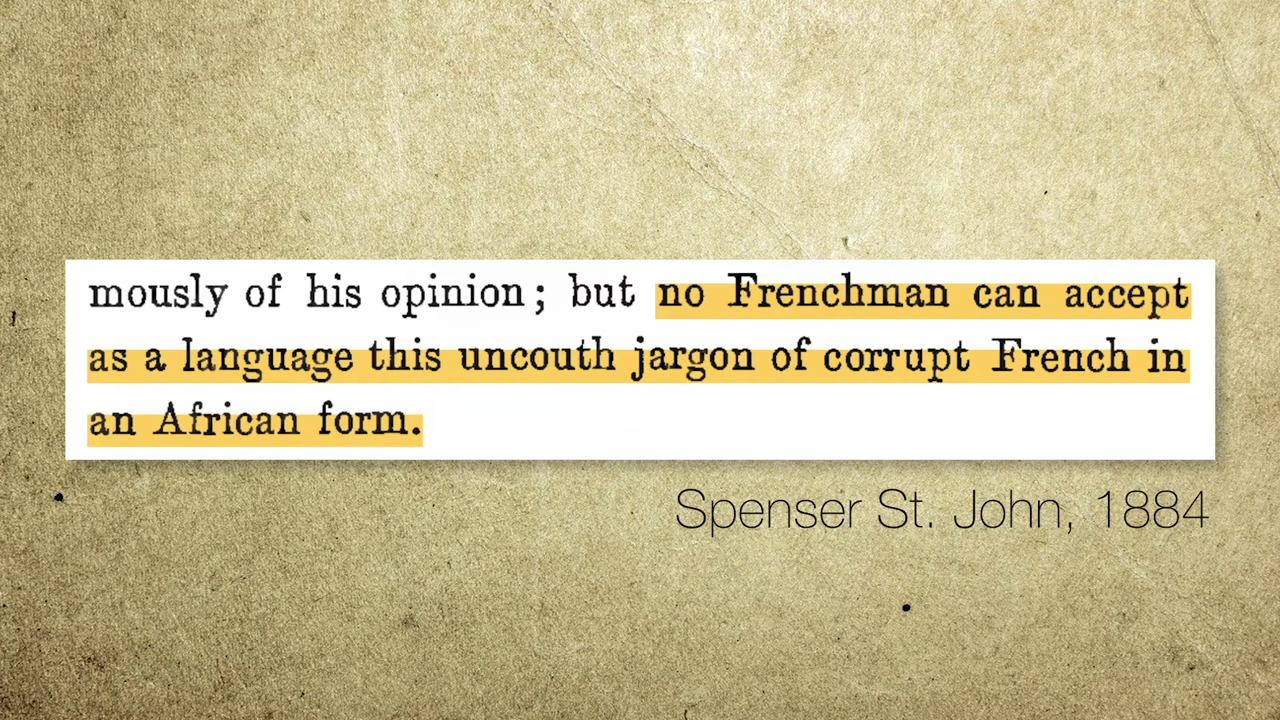 mously of his opinion; but no Frenchman can accept
as a language this uncouth jargon of corrupt French in
an African form.
Spenser St. John, 1884